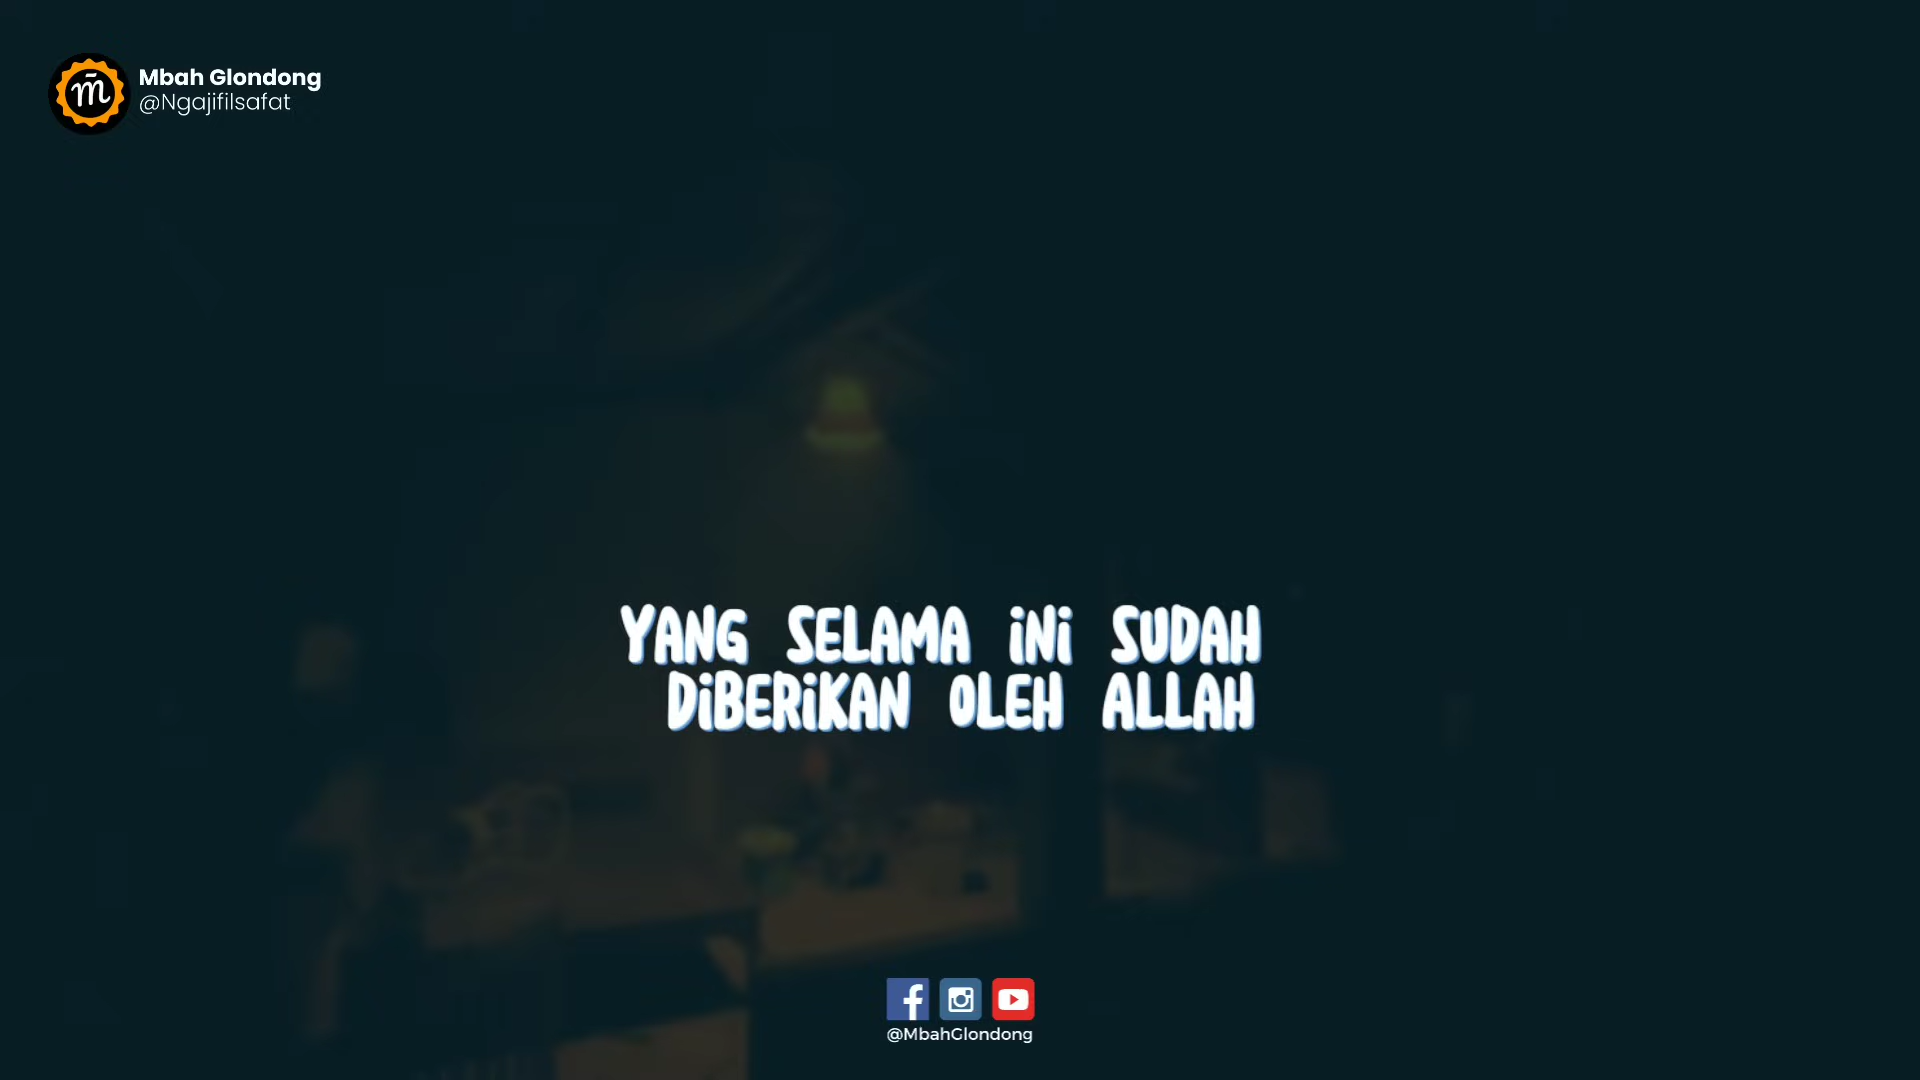 Mbah Glondong
@Ngajifilsafat
YANG SELAMA iNi SUDAH
DiBERiKAN OLEH ALLAH
@MbahGlondong